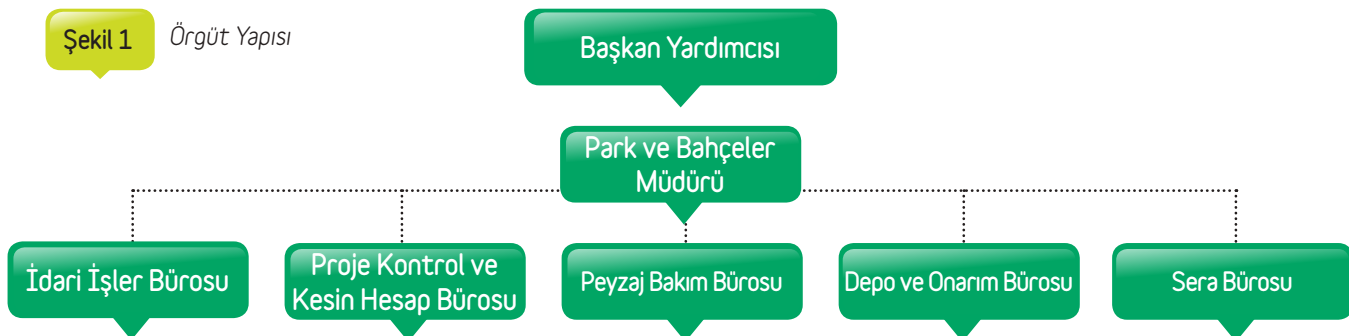 Şekil 1
Örgüt Yapısı
Başkan Yardımcısı
Park ve Bahçeler
Müdürü
İdari İşler Bürosu
Proje Kontrol ve
Kesin Hesap Bürosu
Peyzaj Bakım Bürosu
Depo ve Onarım Bürosu
Sera Bürosu